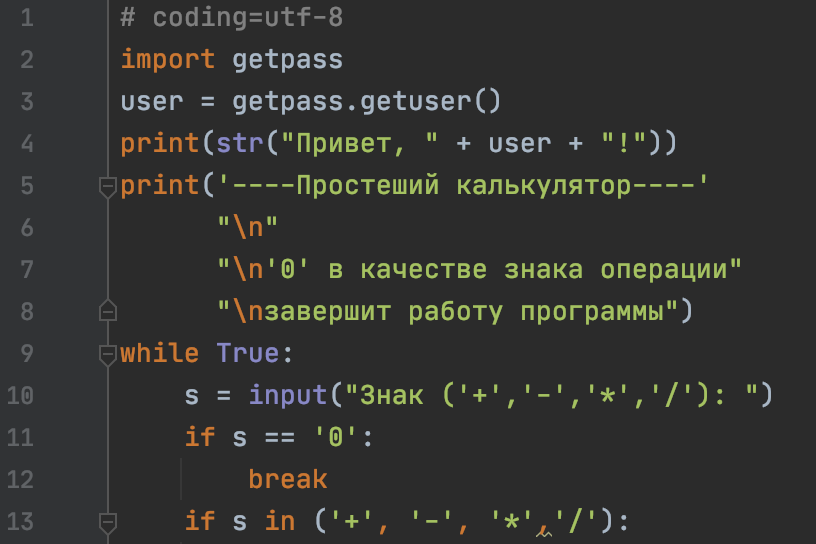 1 # coding=utf-8
2 import getpass
3 user = getpass.getuser()
4 print(str("Привет, " + user + "!"))
5 print('----Простеший калькулятор----'
6       "\n"
7       "\n'0' в качестве знака операции"
8       "\nзавершит работу программы")
9 while True:
10     s = input("Знак ('+','-','*','/'): ")
11     if s == '0':
12         break
13     if s in ('+', '-', '*','/'):